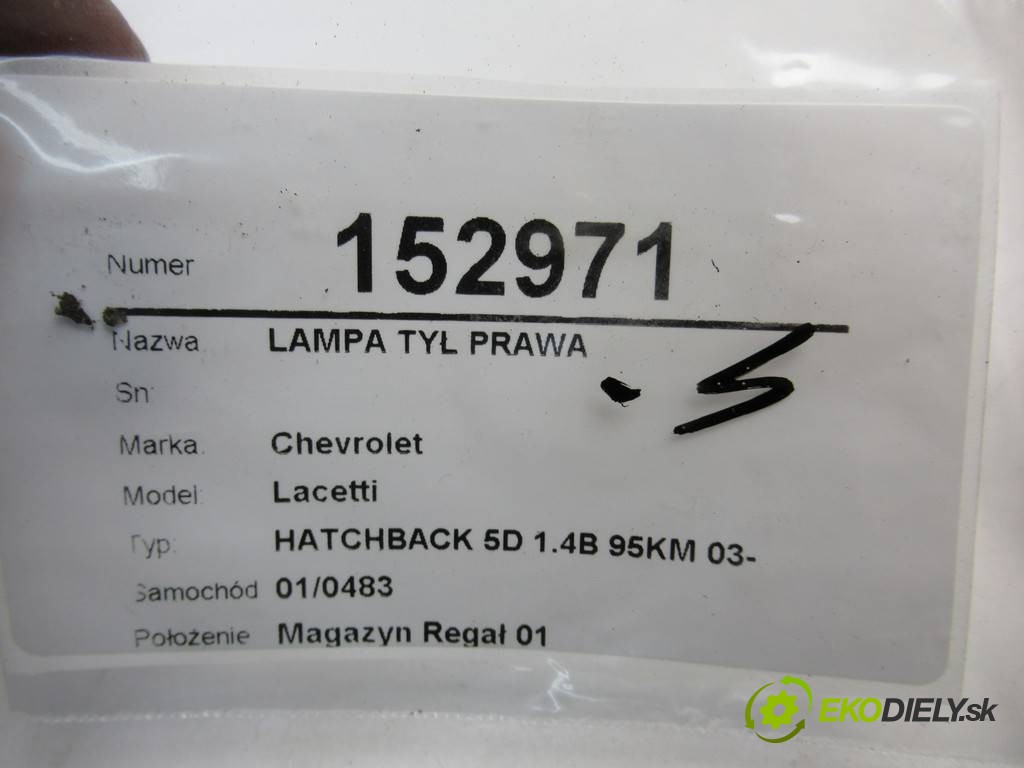 Numer 152971
Nazwa LAMPA TYŁ PRAWA
Sn:
Marka: Chevrolet
Model: Lacetti
Typ: HATCHBACK 5D 1.4B 95KM 03-
Samochód 01/0483
Położenie Magazyn Regał 01
EKODIELY.sk